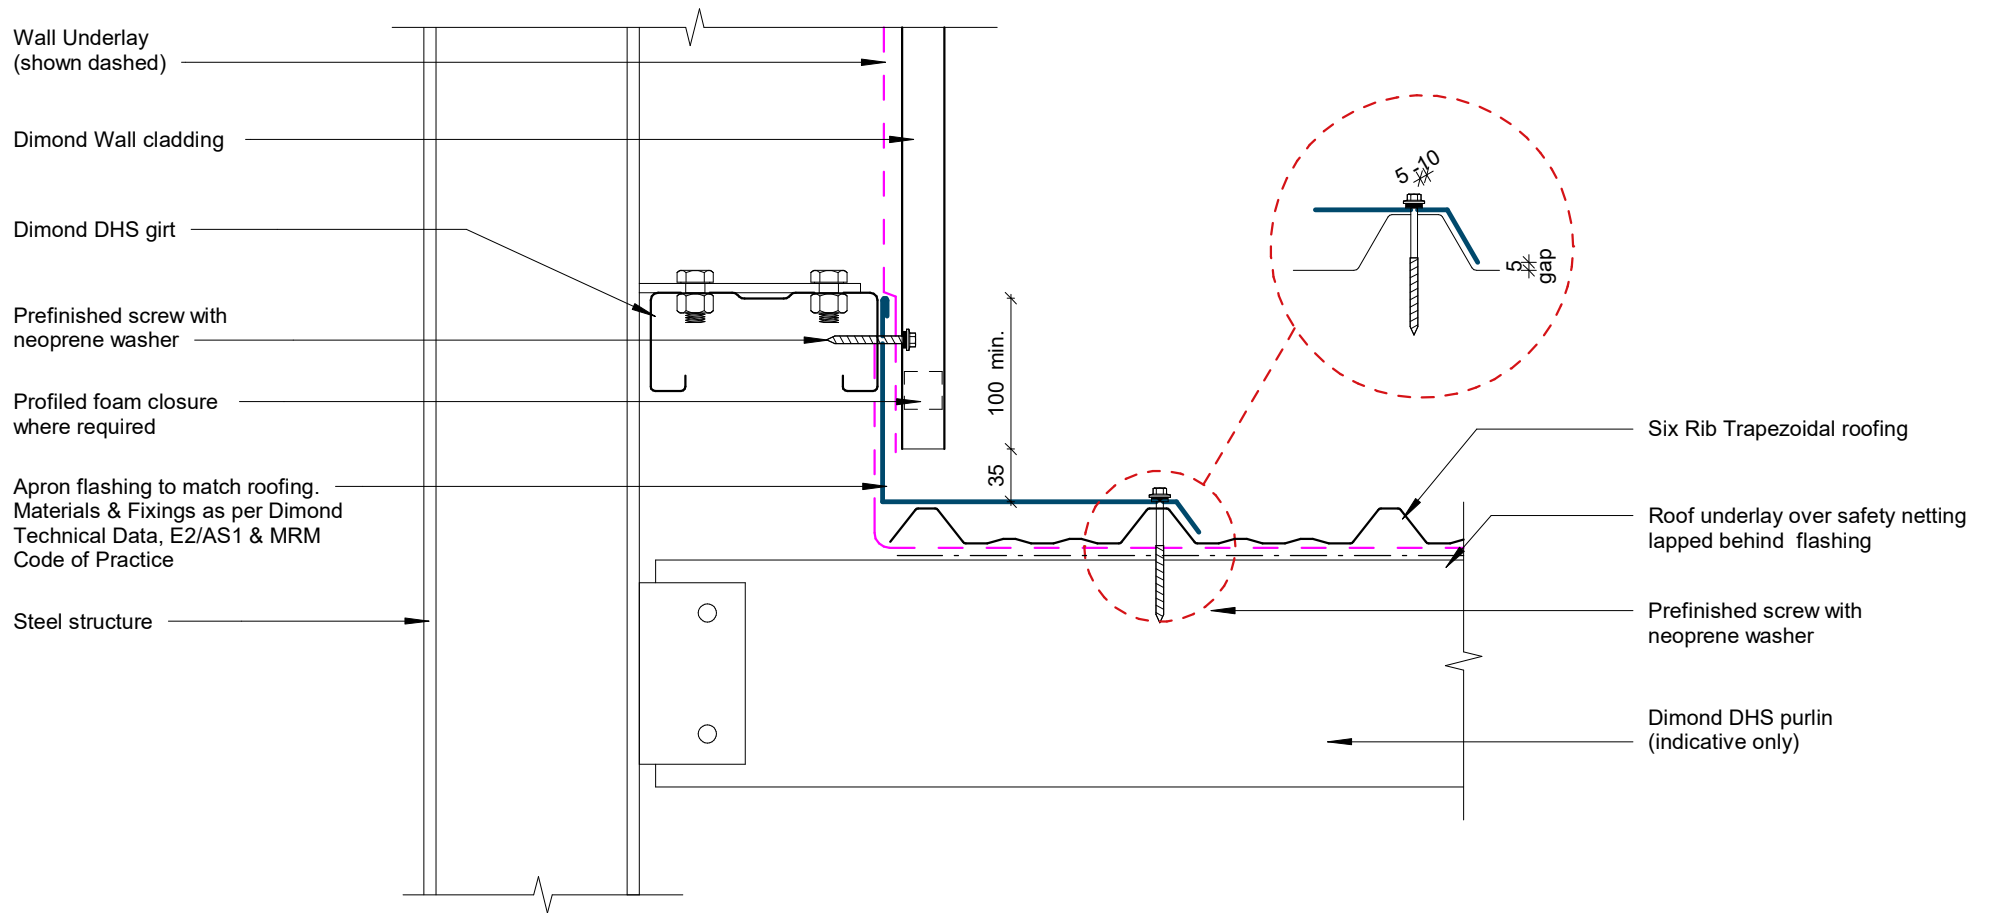 Wall Underlay
(shown dashed)
Dimond Wall cladding
Dimond DHS girt
Prefinished screw with
neoprene washer
Profiled foam closure
where required
Apron flashing to match roofing.
Materials & Fixings as per Dimond
Technical Data, E2/AS1 & MRM
Code of Practice
Steel structure
100 min.
35
5 -10
5
gap
Six Rib Trapezoidal roofing
Roof underlay over safety netting
lapped behind flashing
Prefinished screw with
neoprene washer
Dimond DHS purlin
(indicative only)